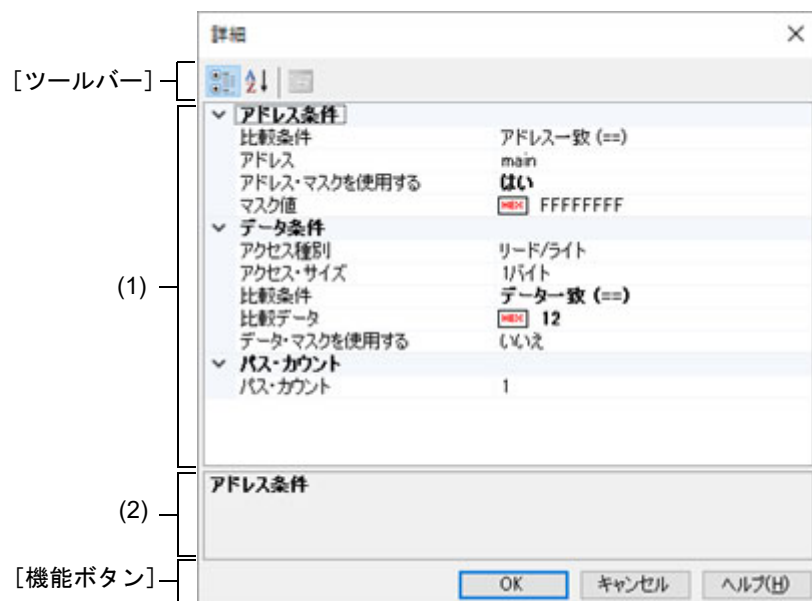 詳細
[ツールバー]
(1)
アドレス条件
比較条件 アドレス一致 (==)
アドレス main
アドレス・マスクを使用する はい
マスク値 HEX FFFFFFFF
データ条件
アクセス種別 リード/ライト
アクセス・サイズ 1バイト
比較条件 データ一致 (==)
比較データ HEX 12
データ・マスクを使用する いいえ
パス・カウント
パス・カウント 1
(2)
アドレス条件
[機能ボタン]
OK キャンセル ヘルプ(H)